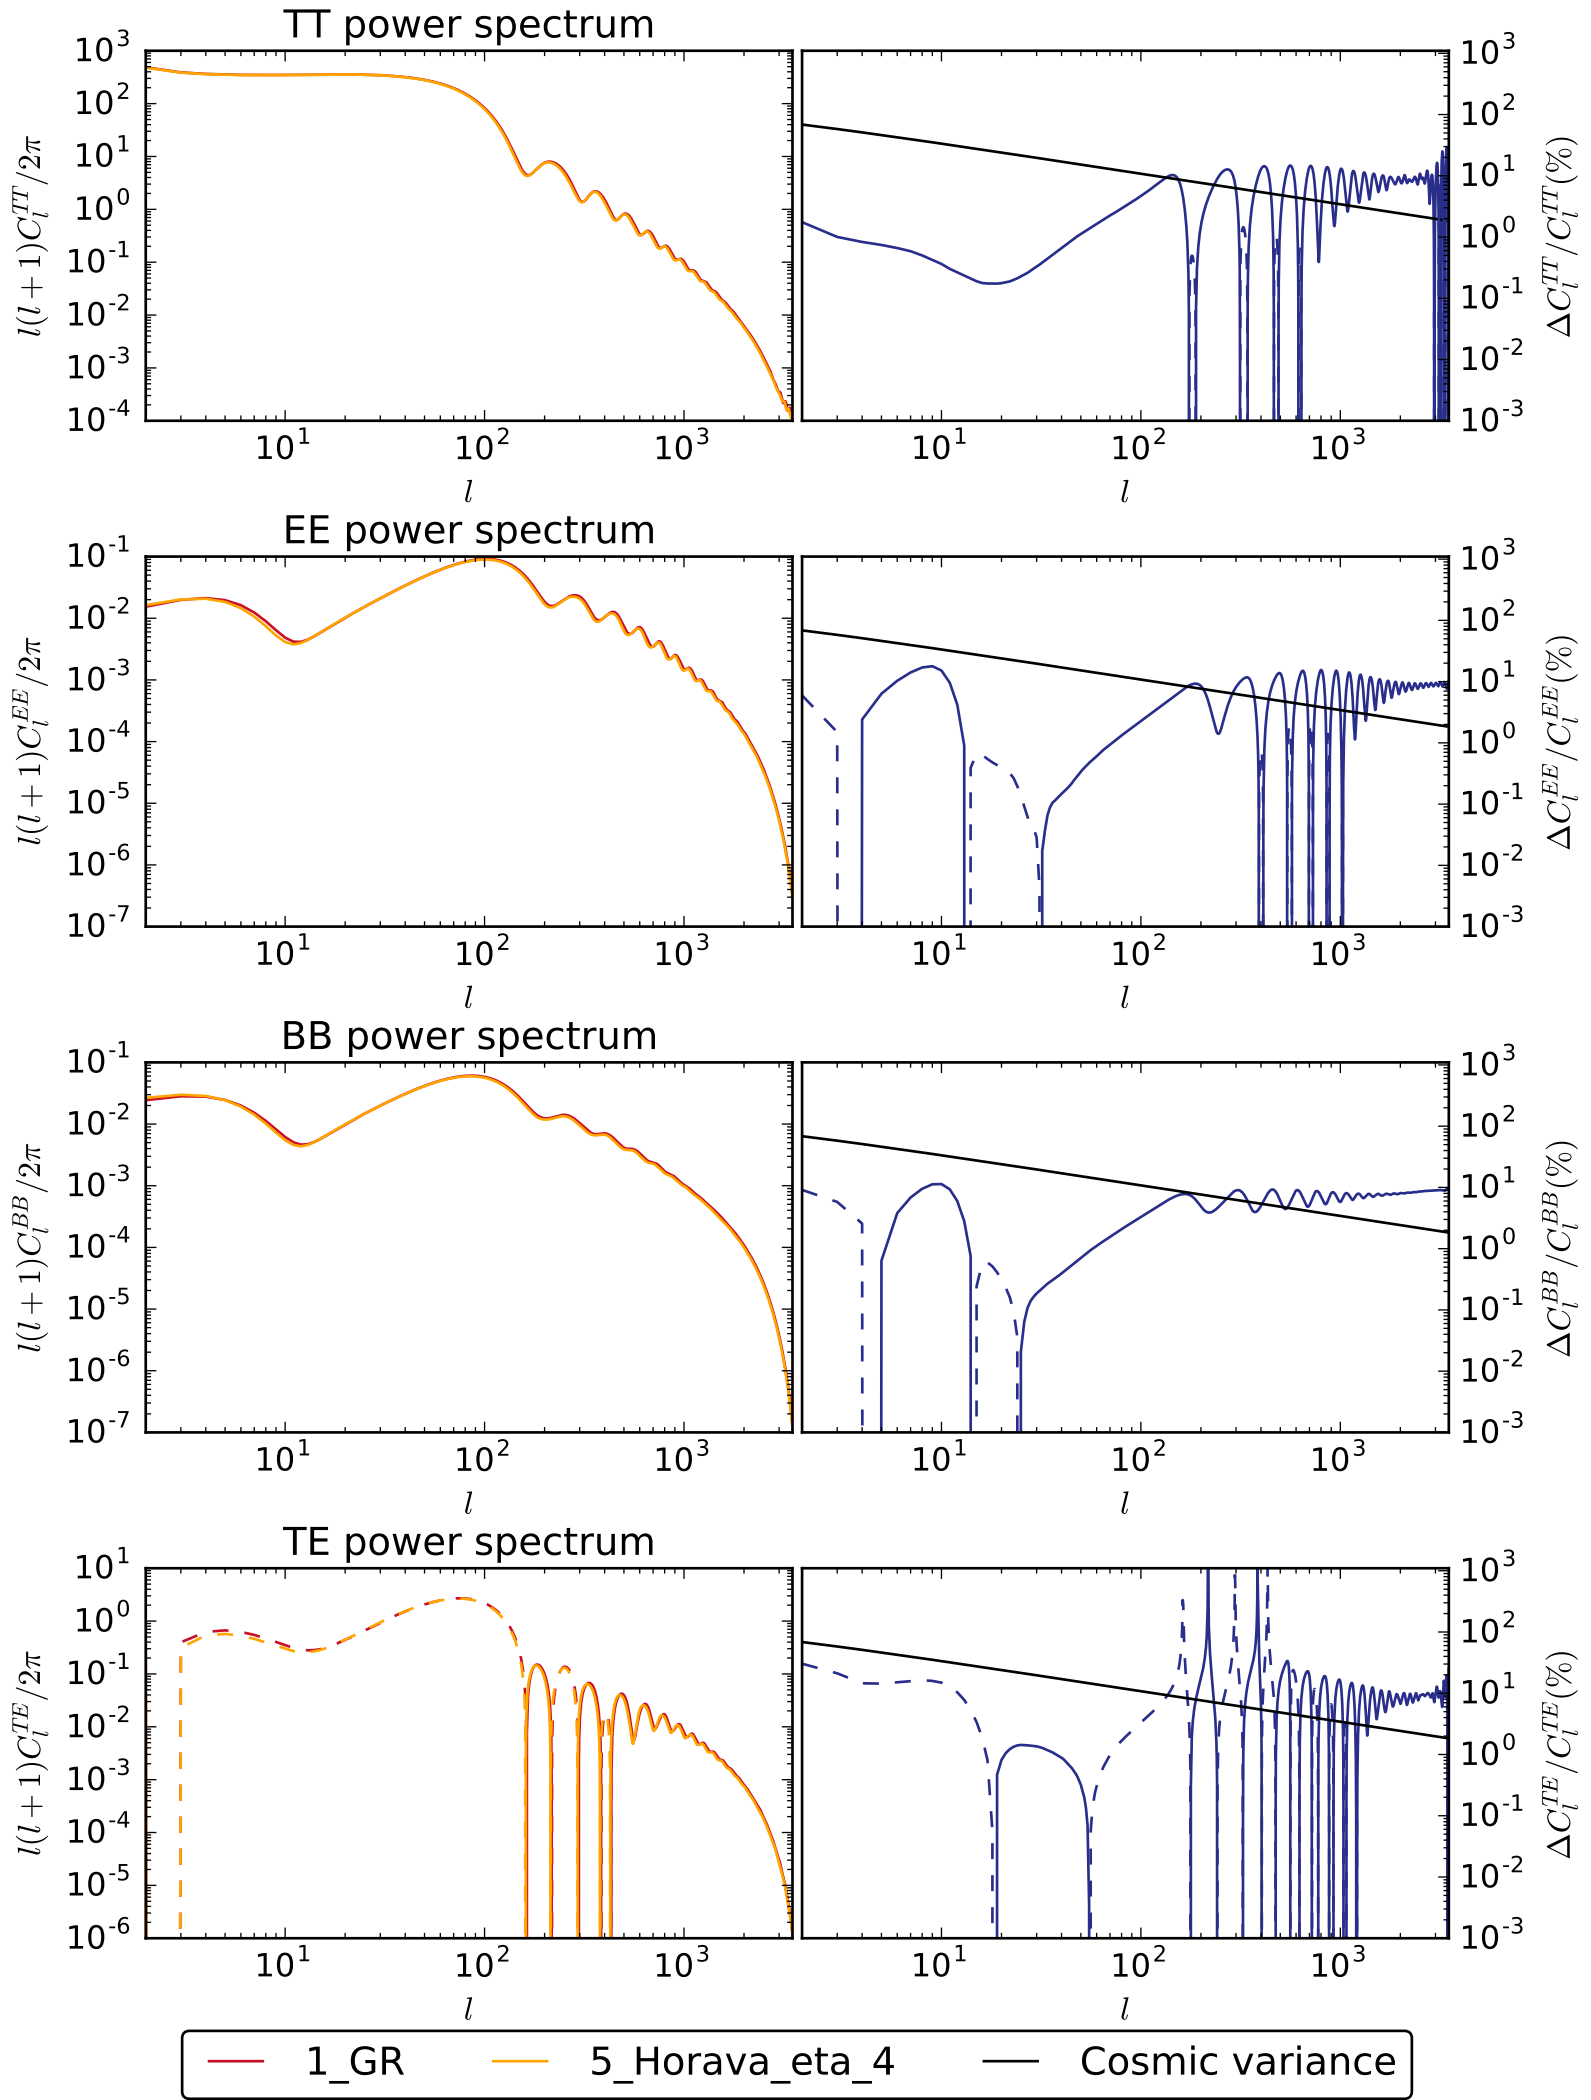 TT power spectrum
10^3
10^2
10^1
10^0
10^-1
10^-2
10^-3
10^-4
l(l+1)C_l^{TT}/2π
10^1 10^2 10^3
l
10^3
10^2
10^1
10^0
10^-1
10^-2
10^-3
ΔC_l^{TT}/C_l^{TT}(%)
10^1 10^2 10^3
l
EE power spectrum
10^-1
10^-2
10^-3
10^-4
10^-5
10^-6
10^-7
l(l+1)C_l^{EE}/2π
10^1 10^2 10^3
l
10^3
10^2
10^1
10^0
10^-1
10^-2
10^-3
ΔC_l^{EE}/C_l^{EE}(%)
10^1 10^2 10^3
l
BB power spectrum
10^-1
10^-2
10^-3
10^-4
10^-5
10^-6
10^-7
l(l+1)C_l^{BB}/2π
10^1 10^2 10^3
l
10^3
10^2
10^1
10^0
10^-1
10^-2
10^-3
ΔC_l^{BB}/C_l^{BB}(%)
10^1 10^2 10^3
l
TE power spectrum
10^1
10^0
10^-1
10^-2
10^-3
10^-4
10^-5
10^-6
l(l+1)C_l^{TE}/2π
10^1 10^2 10^3
l
10^3
10^2
10^1
10^0
10^-1
10^-2
10^-3
ΔC_l^{TE}/C_l^{TE}(%)
10^1 10^2 10^3
l
1_GR 5_Horava_eta_4 Cosmic variance